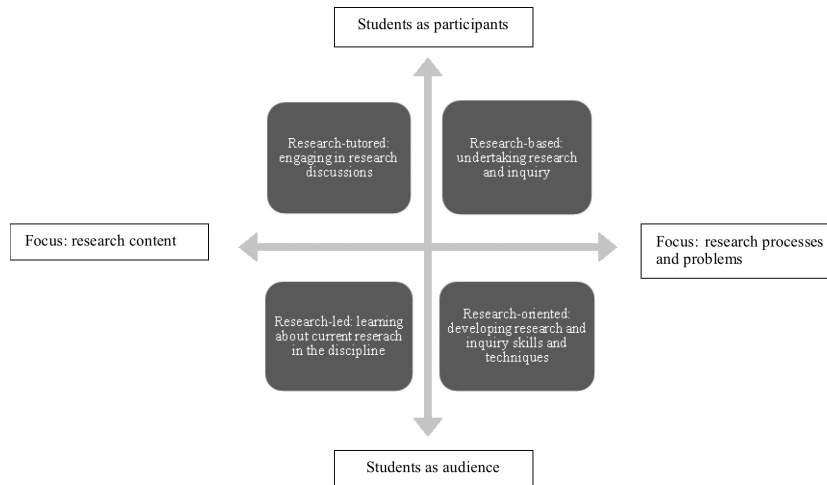 Students as participants
Research-tutored:
engaging in research
discussions
Research-based:
undertaking research
and inquiry
Focus: research content
Focus: research processes
and problems
Research-led: learning
about current reserach
in the discipline
Research-oriented:
developing research and
inquiry skills and
techniques
Students as audience